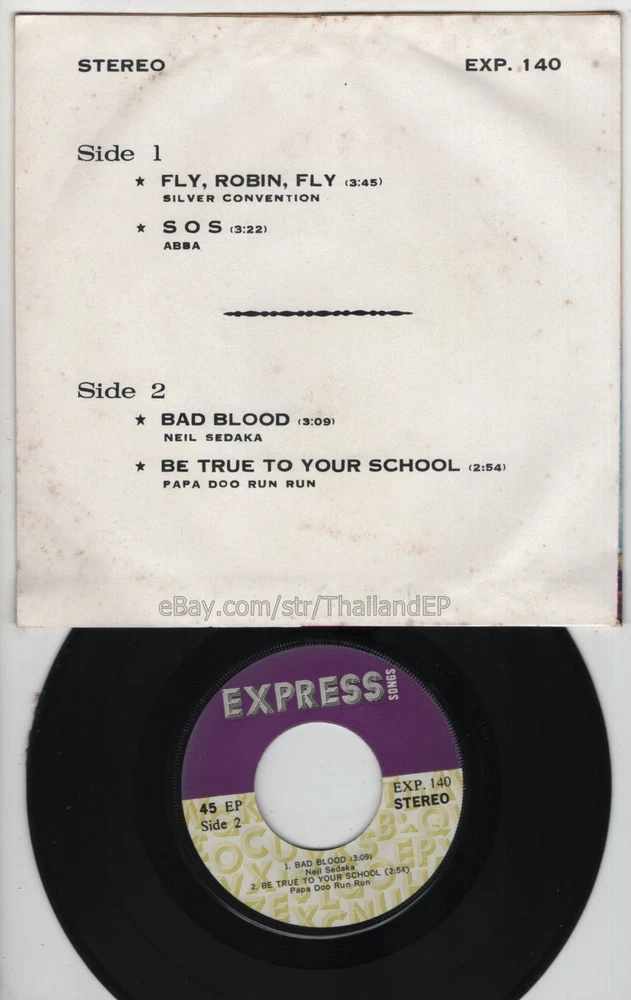 STEREO EXP. 140
Side 1
★ FLY, ROBIN, FLY (3:45)
SILVER CONVENTION
★ S O S (3:22)
ABBA
Side 2
★ BAD BLOOD (3:09)
NEIL SEDAKA
★ BE TRUE TO YOUR SCHOOL (2:54)
PAPA DOO RUN RUN
eBay.com/str/ThailandEP
EXPRESS SONGS
45 EP EXP. 140
Side 2 STEREO
1. BAD BLOOD (3:09)
Neil Sedaka
2. BE TRUE TO YOUR SCHOOL (2:54)
Papa Doo Run Run